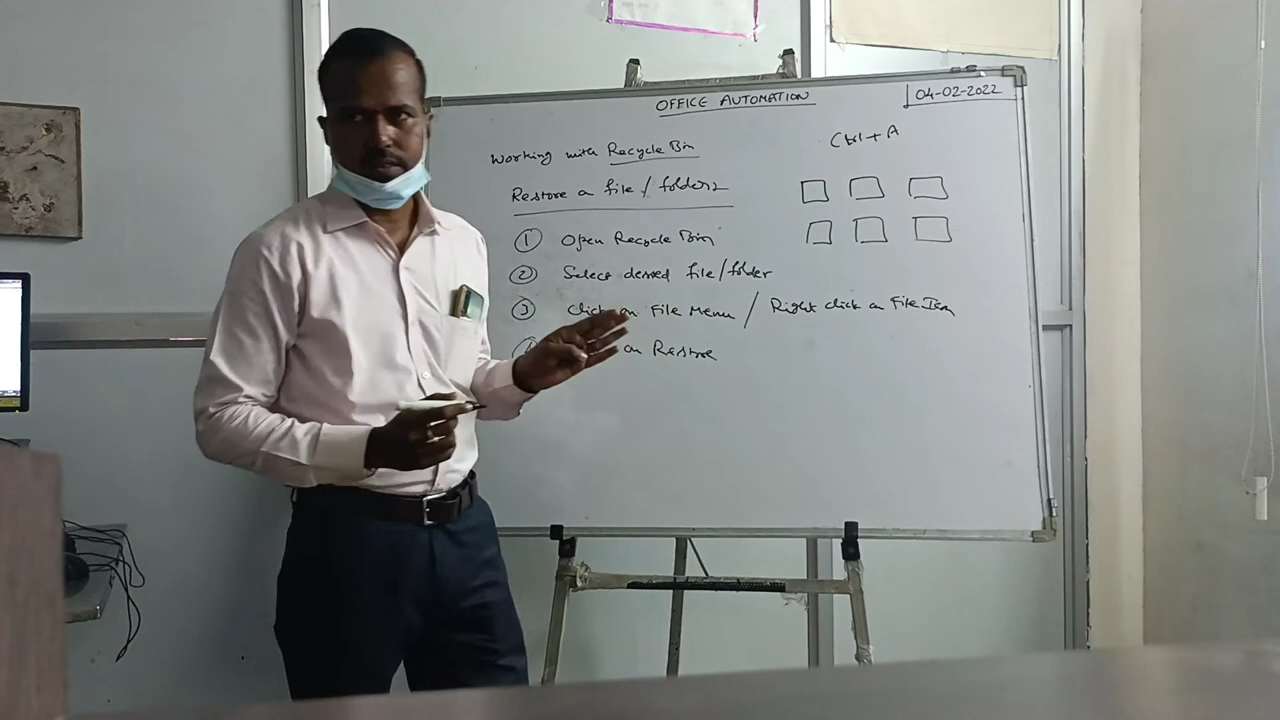 OFFICE AUTOMATION
04-02-2022
Working with Recycle Bin
Ctrl+A
Restore a file/folders
① Open Recycle Bin
② Select desired file/folder
③ Click on File Menu / Right click on File Icon
on Restore